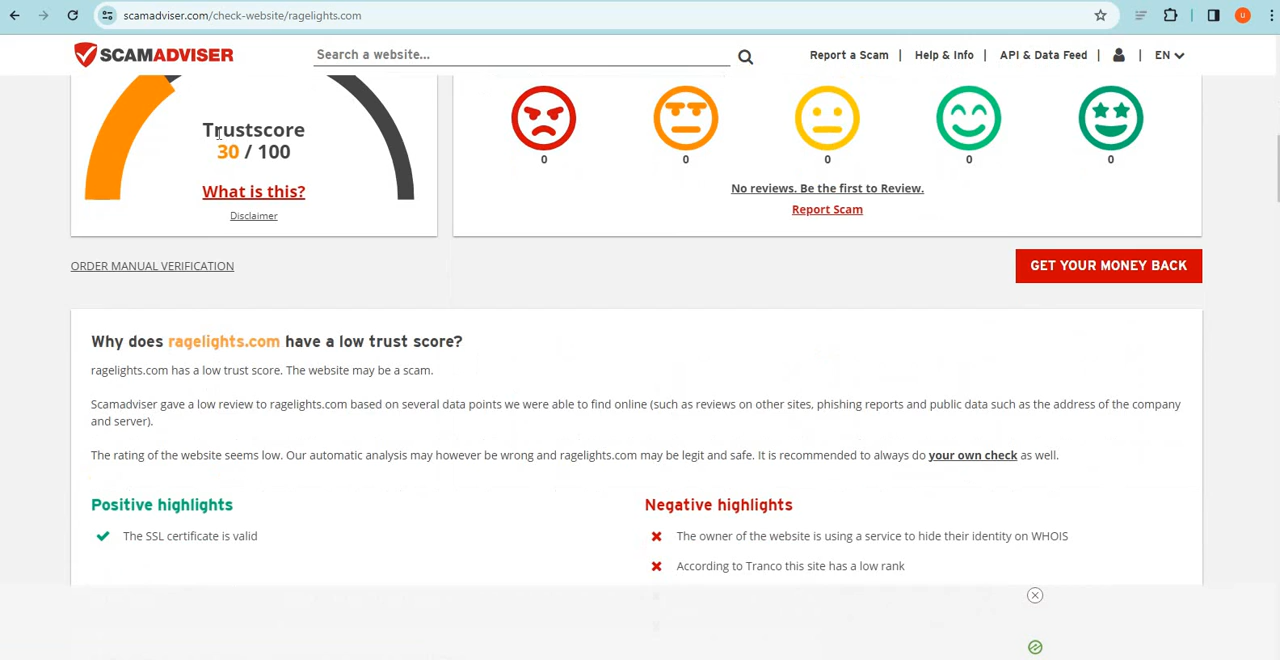 scamadviser.com/check-website/ragelights.com
u
SCAMADVISER
Search a website...
Report a Scam | Help & Info | API & Data Feed | | EN
Trustscore
30 / 100
What is this?
Disclaimer
0 0 0 0 0
No reviews. Be the first to Review.
Report Scam
ORDER MANUAL VERIFICATION
GET YOUR MONEY BACK
Why does ragelights.com have a low trust score?
ragelights.com has a low trust score. The website may be a scam.
Scamadviser gave a low review to ragelights.com based on several data points we were able to find online (such as reviews on other sites, phishing reports and public data such as the address of the company
and server).
The rating of the website seems low. Our automatic analysis may however be wrong and ragelights.com may be legit and safe. It is recommended to always do your own check as well.
Positive highlights
The SSL certificate is valid
Negative highlights
The owner of the website is using a service to hide their identity on WHOIS
According to Tranco this site has a low rank